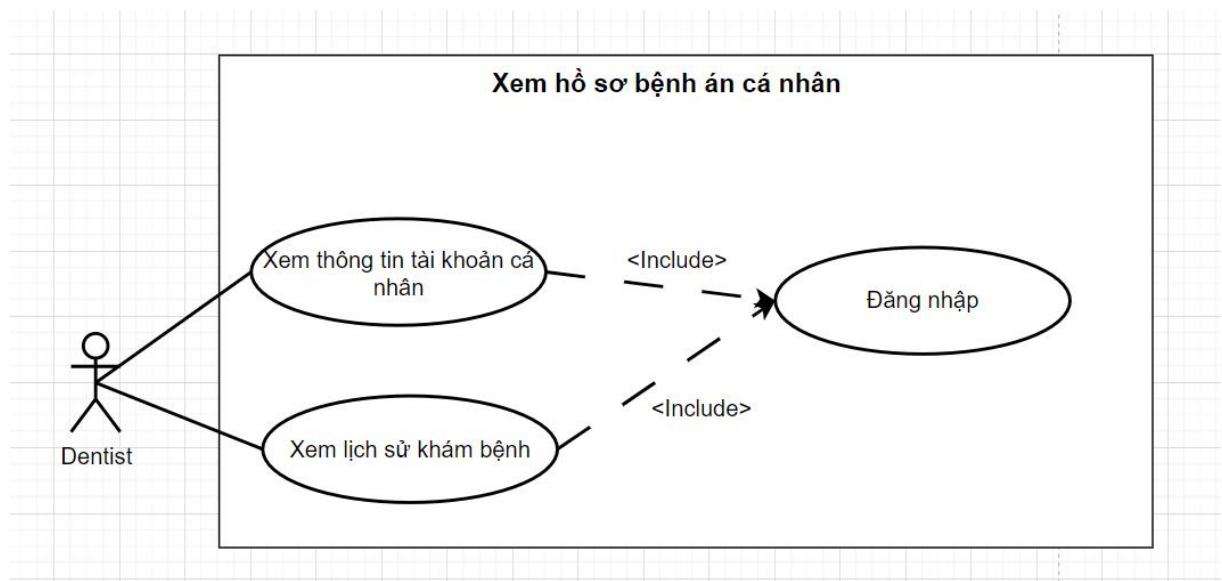 Xem hồ sơ bệnh án cá nhân
Xem thông tin tài khoản cá
nhân
<Include>
Đăng nhập
<Include>
Xem lịch sử khám bệnh
Dentist